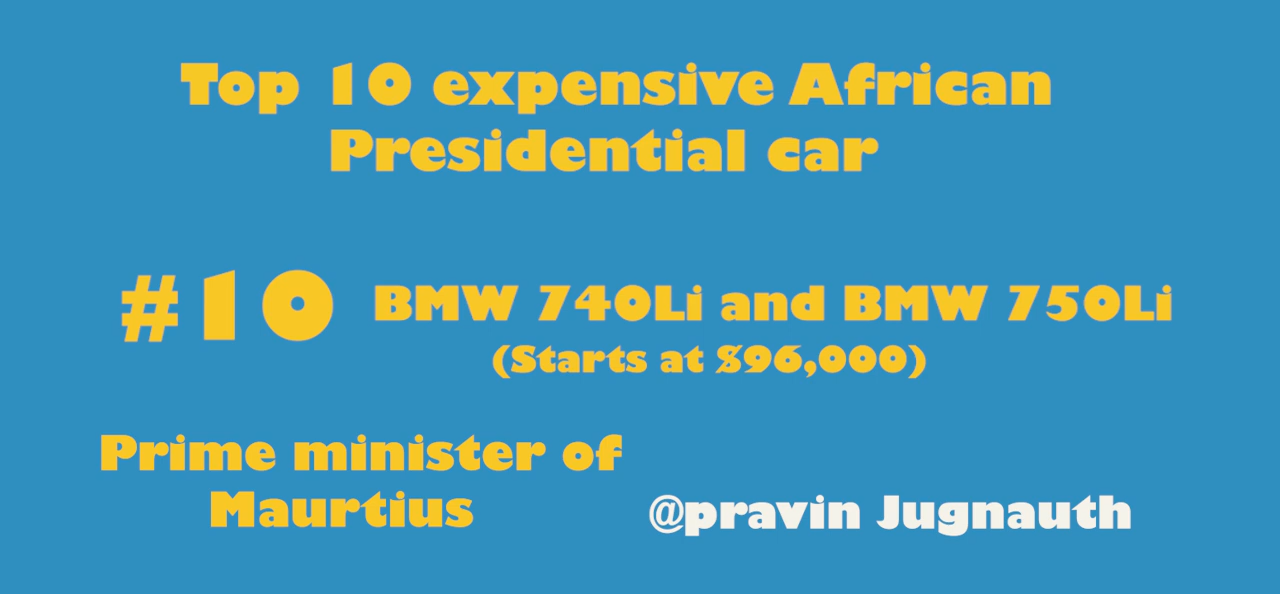 Top 10 expensive African
Presidential car
#10 BMW 740Li and BMW 750Li
(Starts at $96,000)
Prime minister of
Maurtius
@pravin Jugnauth